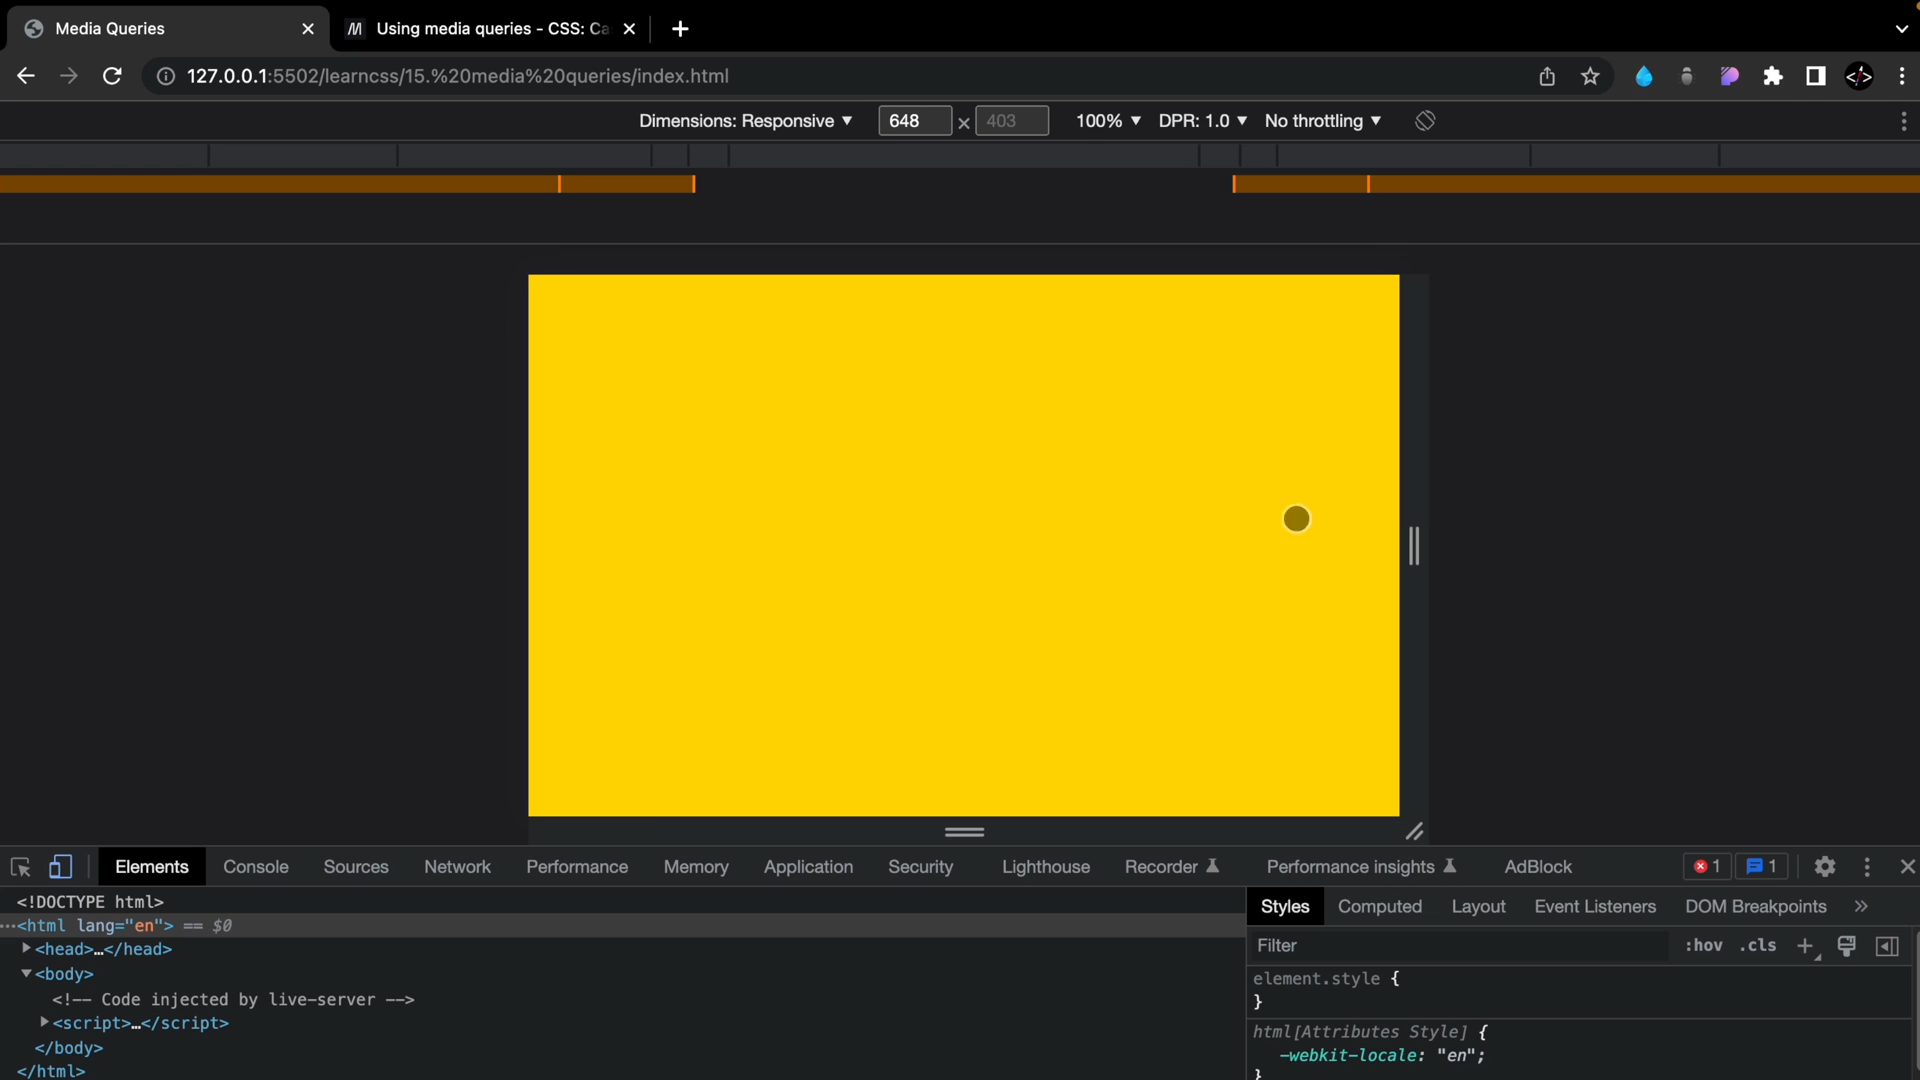 Media Queries
Using media queries - CSS: Ca
127.0.0.1:5502/learncss/15.%20media%20queries/index.html
Dimensions: Responsive ▼ 648 × 403 100% ▼ DPR: 1.0 ▼ No throttling ▼
Elements Console Sources Network Performance Memory Application Security Lighthouse Recorder Performance insights AdBlock 1 1
<!DOCTYPE html>
<html lang="en"> == $0
<head>…</head>
<body>
<!-- Code injected by live-server -->
<script>…</script>
</body>
</html>
Styles Computed Layout Event Listeners DOM Breakpoints »
Filter :hov .cls +
element.style {
}
html[Attributes Style] {
-webkit-locale: "en";
}